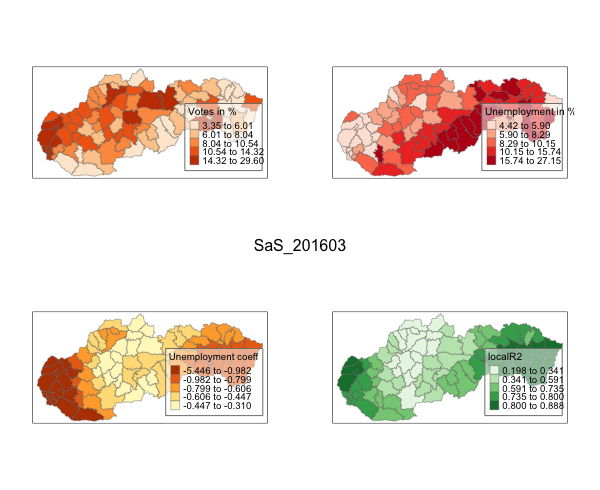 Votes in %
3.35 to 6.01
6.01 to 8.04
8.04 to 10.54
10.54 to 14.32
14.32 to 29.60
Unemployment in %
4.42 to 5.90
5.90 to 8.29
8.29 to 10.15
10.15 to 15.74
15.74 to 27.15
SaS_201603
Unemployment coeff
-5.446 to -0.982
-0.982 to -0.799
-0.799 to -0.606
-0.606 to -0.447
-0.447 to -0.310
localR2
0.198 to 0.341
0.341 to 0.591
0.591 to 0.735
0.735 to 0.800
0.800 to 0.888